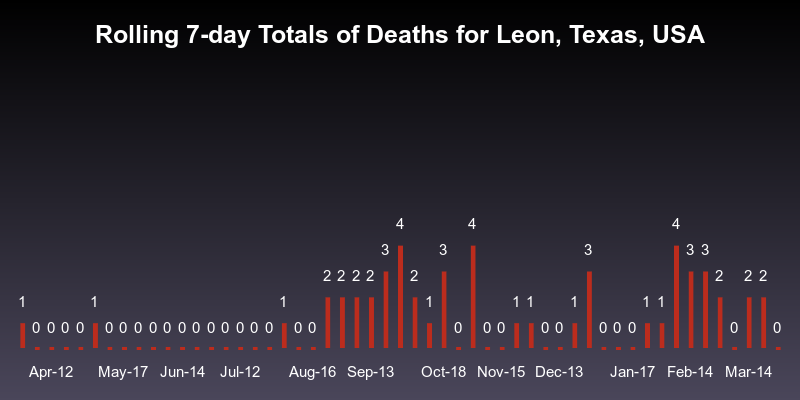 Rolling 7-day Totals of Deaths for Leon, Texas, USA
1 0 0 0 0 1 0 0 0 0 0 0 0 0 0 0 0 0 1 0 0 2 2 2 2 3 4 2 1 3 0 4 0 0 1 1 0 0 1 3 0 0 0 1 1 4 3 3 2 0 2 2 0
Apr-12 May-17 Jun-14 Jul-12 Aug-16 Sep-13 Oct-18 Nov-15 Dec-13 Jan-17 Feb-14 Mar-14